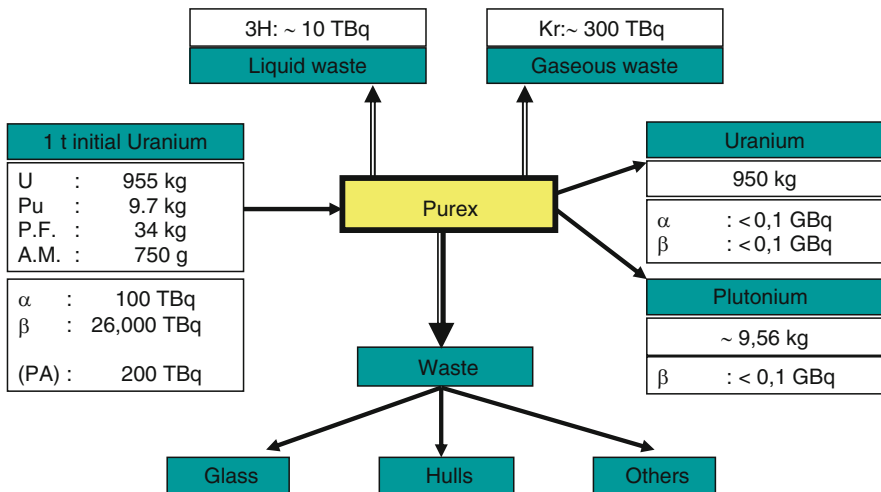 3H: ~ 10 TBq
Liquid waste
Kr:~ 300 TBq
Gaseous waste
1 t initial Uranium
U : 955 kg
Pu : 9.7 kg
P.F. : 34 kg
A.M. : 750 g
α : 100 TBq
β : 26,000 TBq
(PA) : 200 TBq
Purex
Uranium
950 kg
α : < 0,1 GBq
β : < 0,1 GBq
Plutonium
~ 9,56 kg
β : < 0,1 GBq
Waste
Glass
Hulls
Others